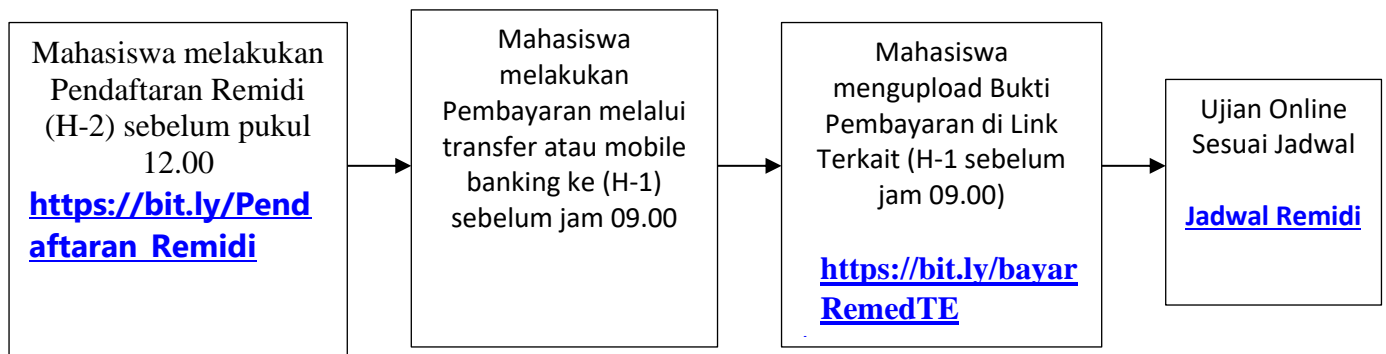 Mahasiswa melakukan
Pendaftaran Remidi
(H-2) sebelum pukul
12.00
https://bit.ly/Pend
aftaran_Remidi
Mahasiswa
melakukan
Pembayaran melalui
transfer atau mobile
banking ke (H-1)
sebelum jam 09.00
Mahasiswa
mengupload Bukti
Pembayaran di Link
Terkait (H-1 sebelum
jam 09.00)
https://bit.ly/bayar
RemedTE
Ujian Online
Sesuai Jadwal
Jadwal Remidi